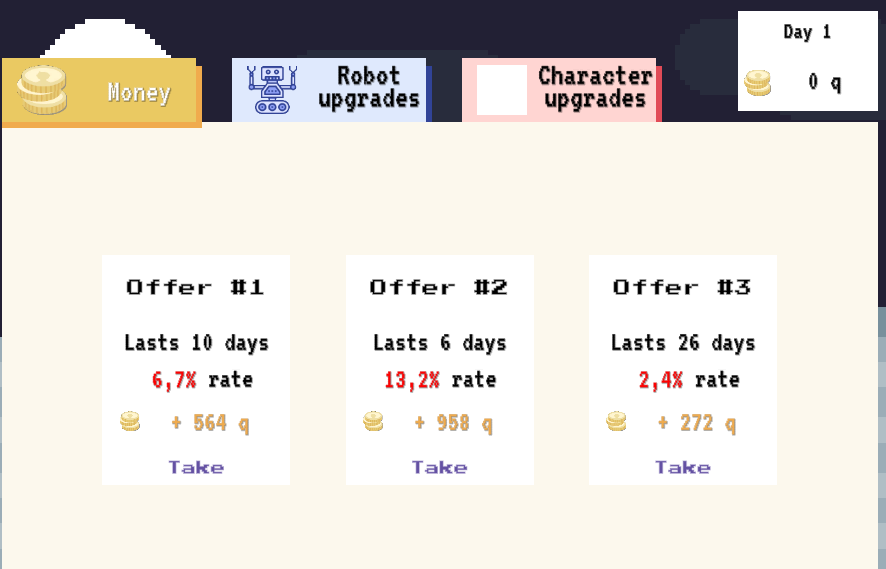 Day 1
0 q
Money
Robot
upgrades
Character
upgrades
Offer #1
Lasts 10 days
6,7% rate
+ 564 q
Take
Offer #2
Lasts 6 days
13,2% rate
+ 958 q
Take
Offer #3
Lasts 26 days
2,4% rate
+ 272 q
Take